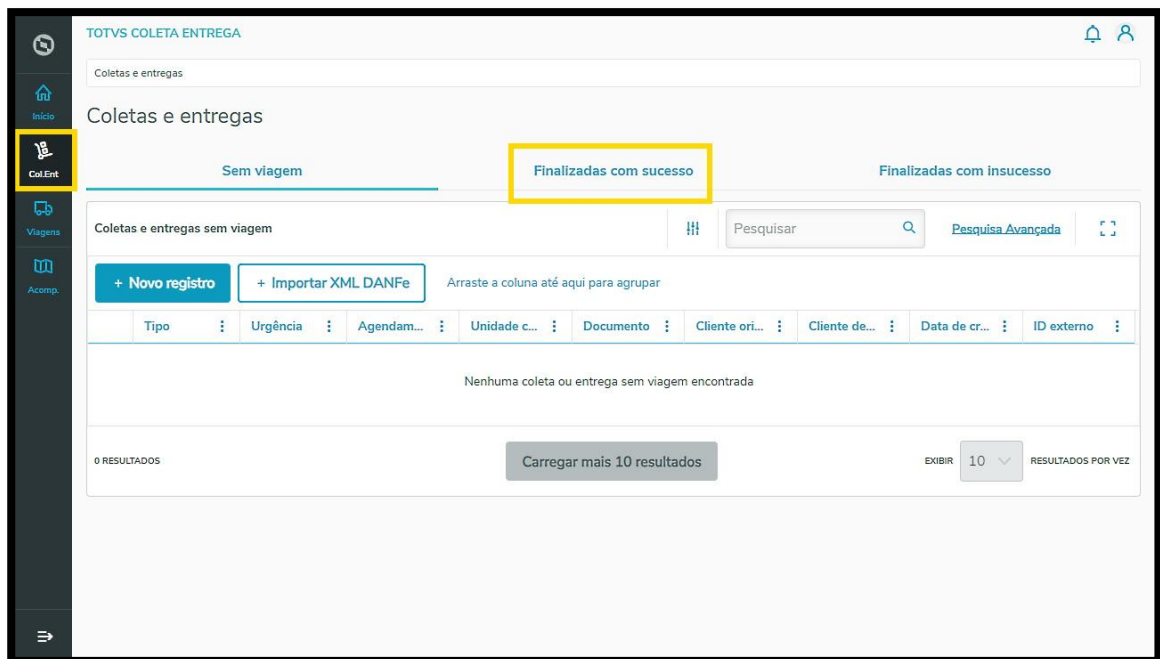 TOTVS COLETA ENTREGA
Coletas e entregas
Início
Col.Ent
Viagens
Acomp.
Coletas e entregas
Sem viagem Finalizadas com sucesso Finalizadas com insucesso
Coletas e entregas sem viagem Pesquisar Pesquisa Avançada
+ Novo registro + Importar XML DANFe Arraste a coluna até aqui para agrupar
Tipo Urgência Agendam... Unidade c... Documento Cliente ori... Cliente de... Data de cr... ID externo
Nenhuma coleta ou entrega sem viagem encontrada
0 RESULTADOS Carregar mais 10 resultados EXIBIR 10 RESULTADOS POR VEZ